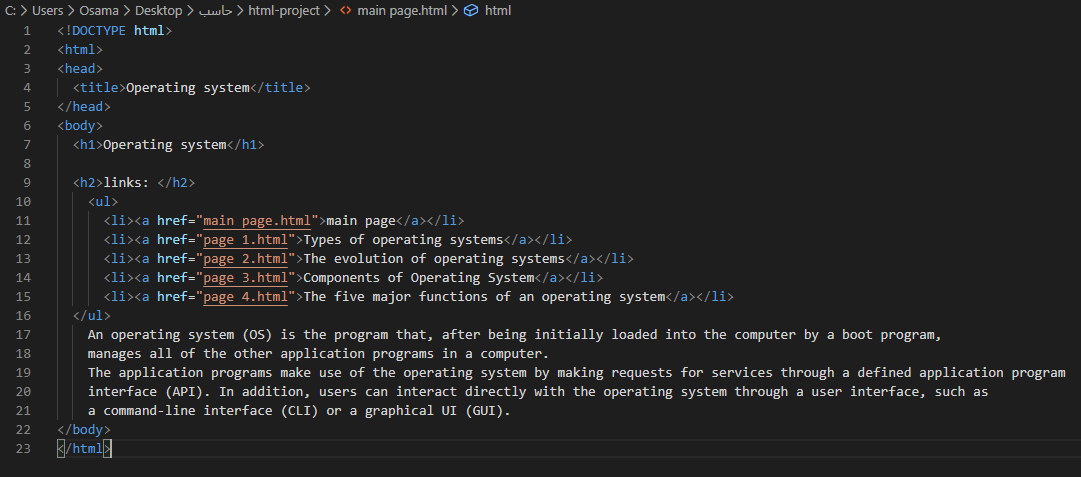 C: > Users > Osama > Desktop > حاسب > html-project > <> main page.html > html
1 <!DOCTYPE html>
2 <html>
3 <head>
4 <title>Operating system</title>
5 </head>
6 <body>
7 <h1>Operating system</h1>
8
9 <h2>links: </h2>
10 <ul>
11 <li><a href="main page.html">main page</a></li>
12 <li><a href="page 1.html">Types of operating systems</a></li>
13 <li><a href="page 2.html">The evolution of operating systems</a></li>
14 <li><a href="page 3.html">Components of Operating System</a></li>
15 <li><a href="page 4.html">The five major functions of an operating system</a></li>
16 </ul>
17 An operating system (OS) is the program that, after being initially loaded into the computer by a boot program,
18 manages all of the other application programs in a computer.
19 The application programs make use of the operating system by making requests for services through a defined application program
20 interface (API). In addition, users can interact directly with the operating system through a user interface, such as
21 a command-line interface (CLI) or a graphical UI (GUI).
22 </body>
23 </html>